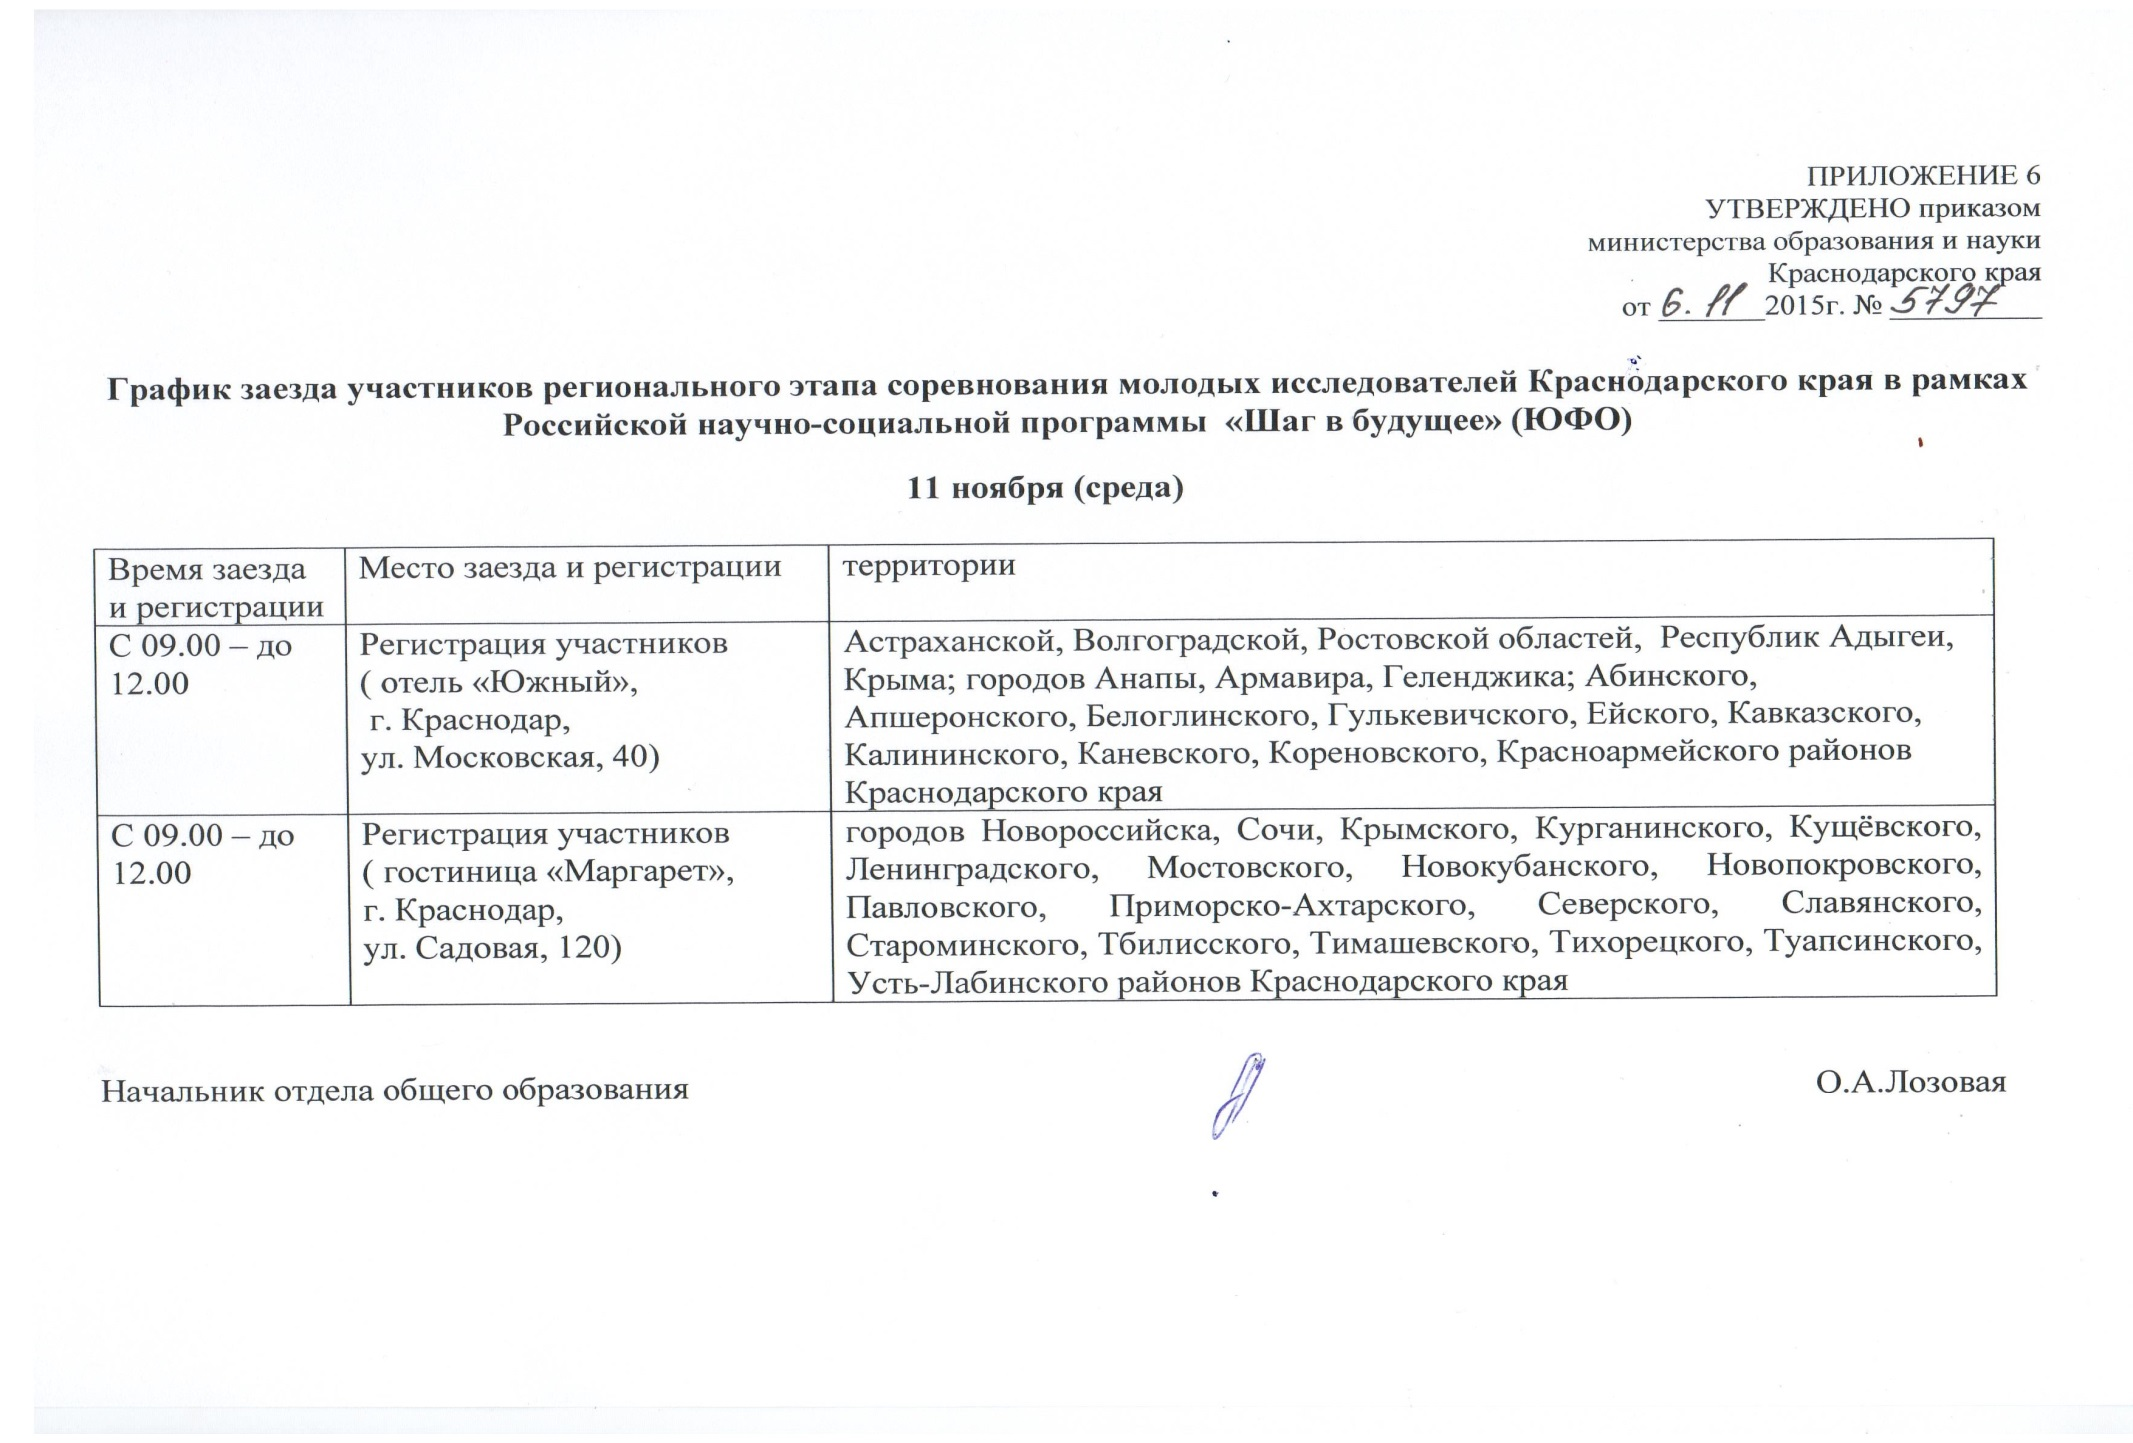 ПРИЛОЖЕНИЕ 6
УТВЕРЖДЕНО приказом
министерства образования и науки
Краснодарского края
от 6. 11 2015г. № 5797
График заезда участников регионального этапа соревнования молодых исследователей Краснодарского края в рамках
Российской научно-социальной программы «Шаг в будущее» (ЮФО)
11 ноября (среда)
Время заезда
и регистрации
Место заезда и регистрации
территории
С 09.00 – до
12.00
Регистрация участников
( отель «Южный»,
г. Краснодар,
ул. Московская, 40)
Астраханской, Волгоградской, Ростовской областей, Республик Адыгеи,
Крыма; городов Анапы, Армавира, Геленджика; Абинского,
Апшеронского, Белоглинского, Гулькевичского, Ейского, Кавказского,
Калининского, Каневского, Кореновского, Красноармейского районов
Краснодарского края
С 09.00 – до
12.00
Регистрация участников
( гостиница «Маргарет»,
г. Краснодар,
ул. Садовая, 120)
городов Новороссийска, Сочи, Крымского, Курганинского, Кущёвского,
Ленинградского, Мостовского, Новокубанского, Новопокровского,
Павловского, Приморско-Ахтарского, Северского, Славянского,
Староминского, Тбилисского, Тимашевского, Тихорецкого, Туапсинского,
Усть-Лабинского районов Краснодарского края
Начальник отдела общего образования
О.А.Лозовая